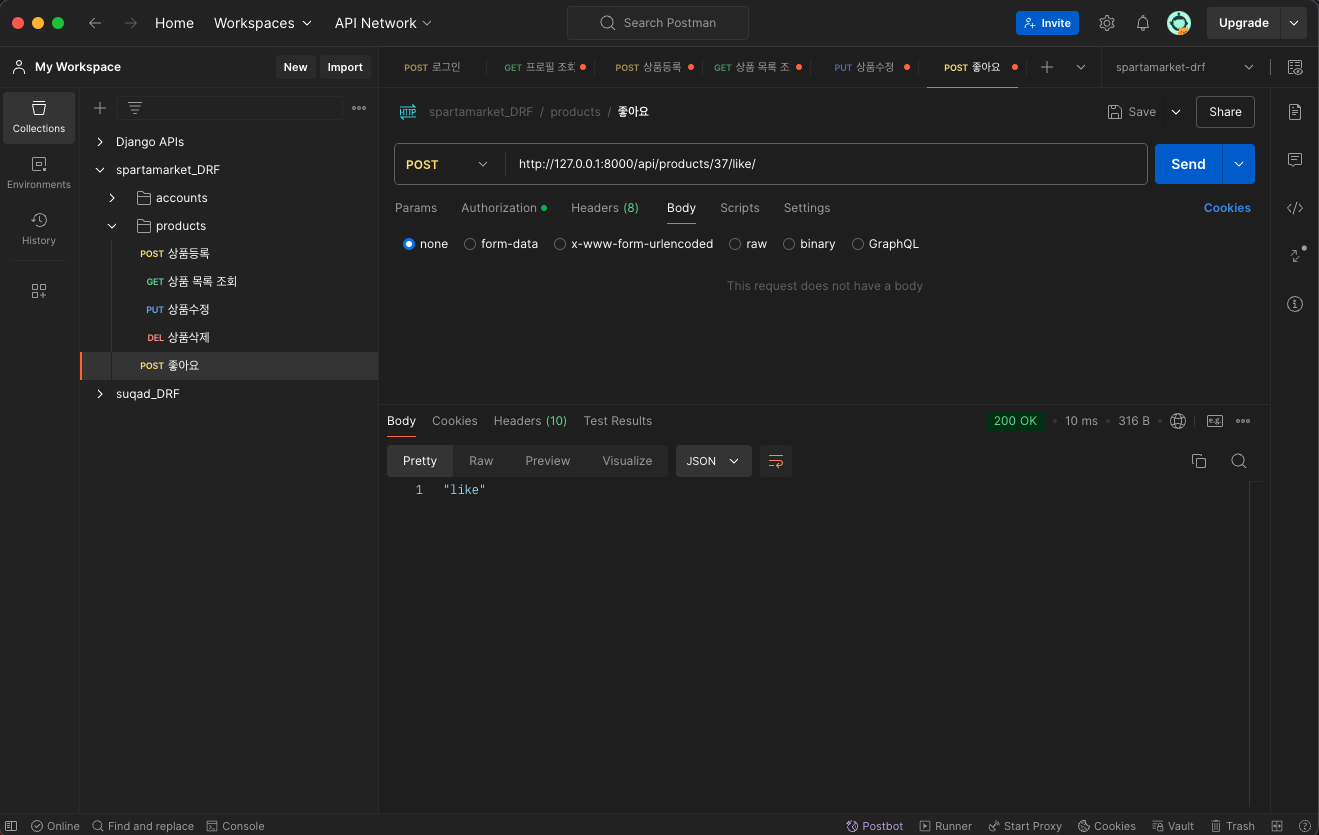 Home Workspaces API Network Search Postman Invite Upgrade
My Workspace New Import POST 로그인 GET 프로필 조회 POST 상품등록 GET 상품 목록 조 PUT 상품수정 POST 좋아요 spartamarket-drf
Collections
Environments
History
Django APIs
spartamarket_DRF
accounts
products
POST 상품등록
GET 상품 목록 조회
PUT 상품수정
DEL 상품삭제
POST 좋아요
suqad_DRF
HTTP spartamarket_DRF / products / 좋아요 Save Share
POST http://127.0.0.1:8000/api/products/37/like/ Send
Params Authorization Headers (8) Body Scripts Settings Cookies
none form-data x-www-form-urlencoded raw binary GraphQL
This request does not have a body
Body Cookies Headers (10) Test Results 200 OK 10 ms 316 B e.g.
Pretty Raw Preview Visualize JSON
1 "like"
Online Find and replace Console Postbot Runner Start Proxy Cookies Vault Trash